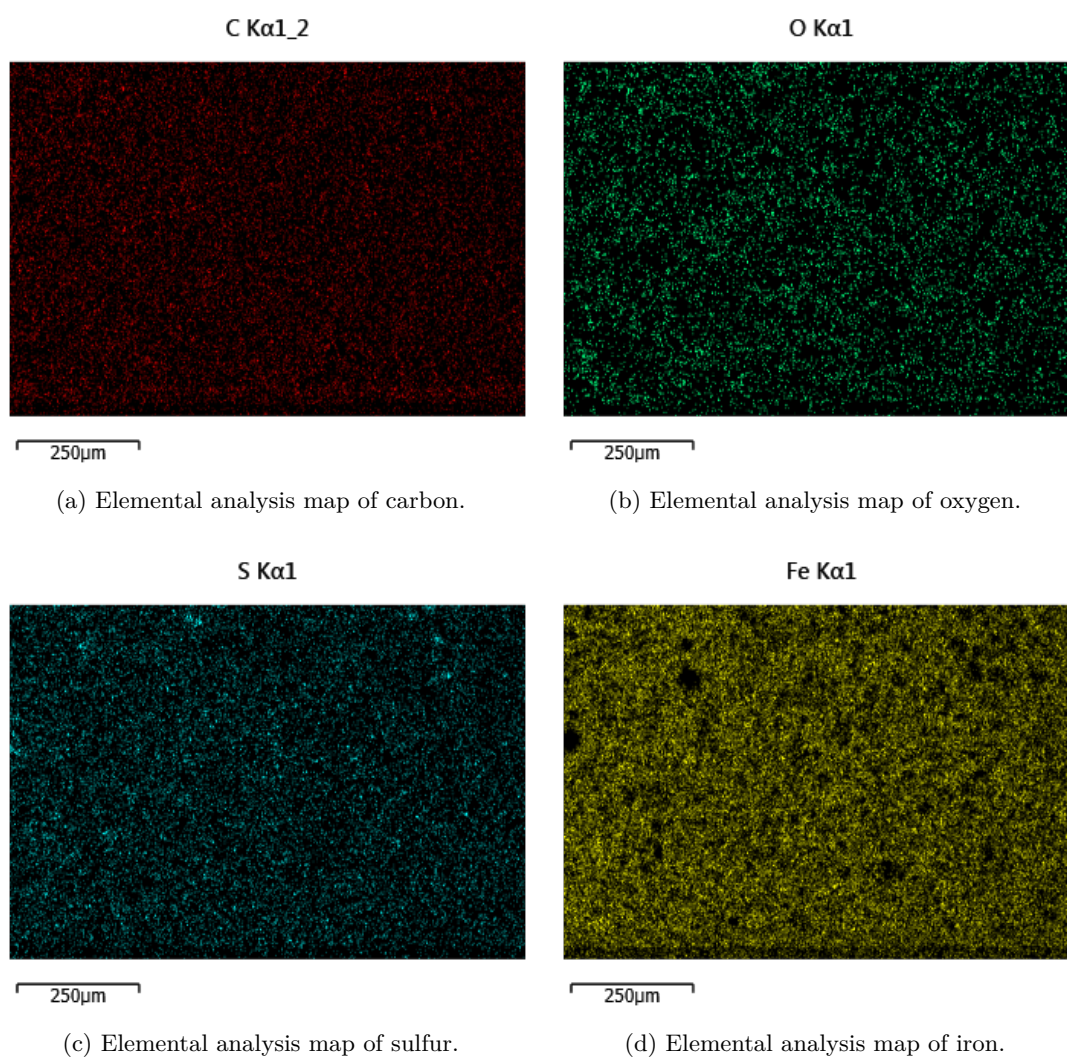 C Kα1_2
O Kα1
250μm
250μm
(a) Elemental analysis map of carbon.
(b) Elemental analysis map of oxygen.
S Kα1
Fe Kα1
250μm
250μm
(c) Elemental analysis map of sulfur.
(d) Elemental analysis map of iron.